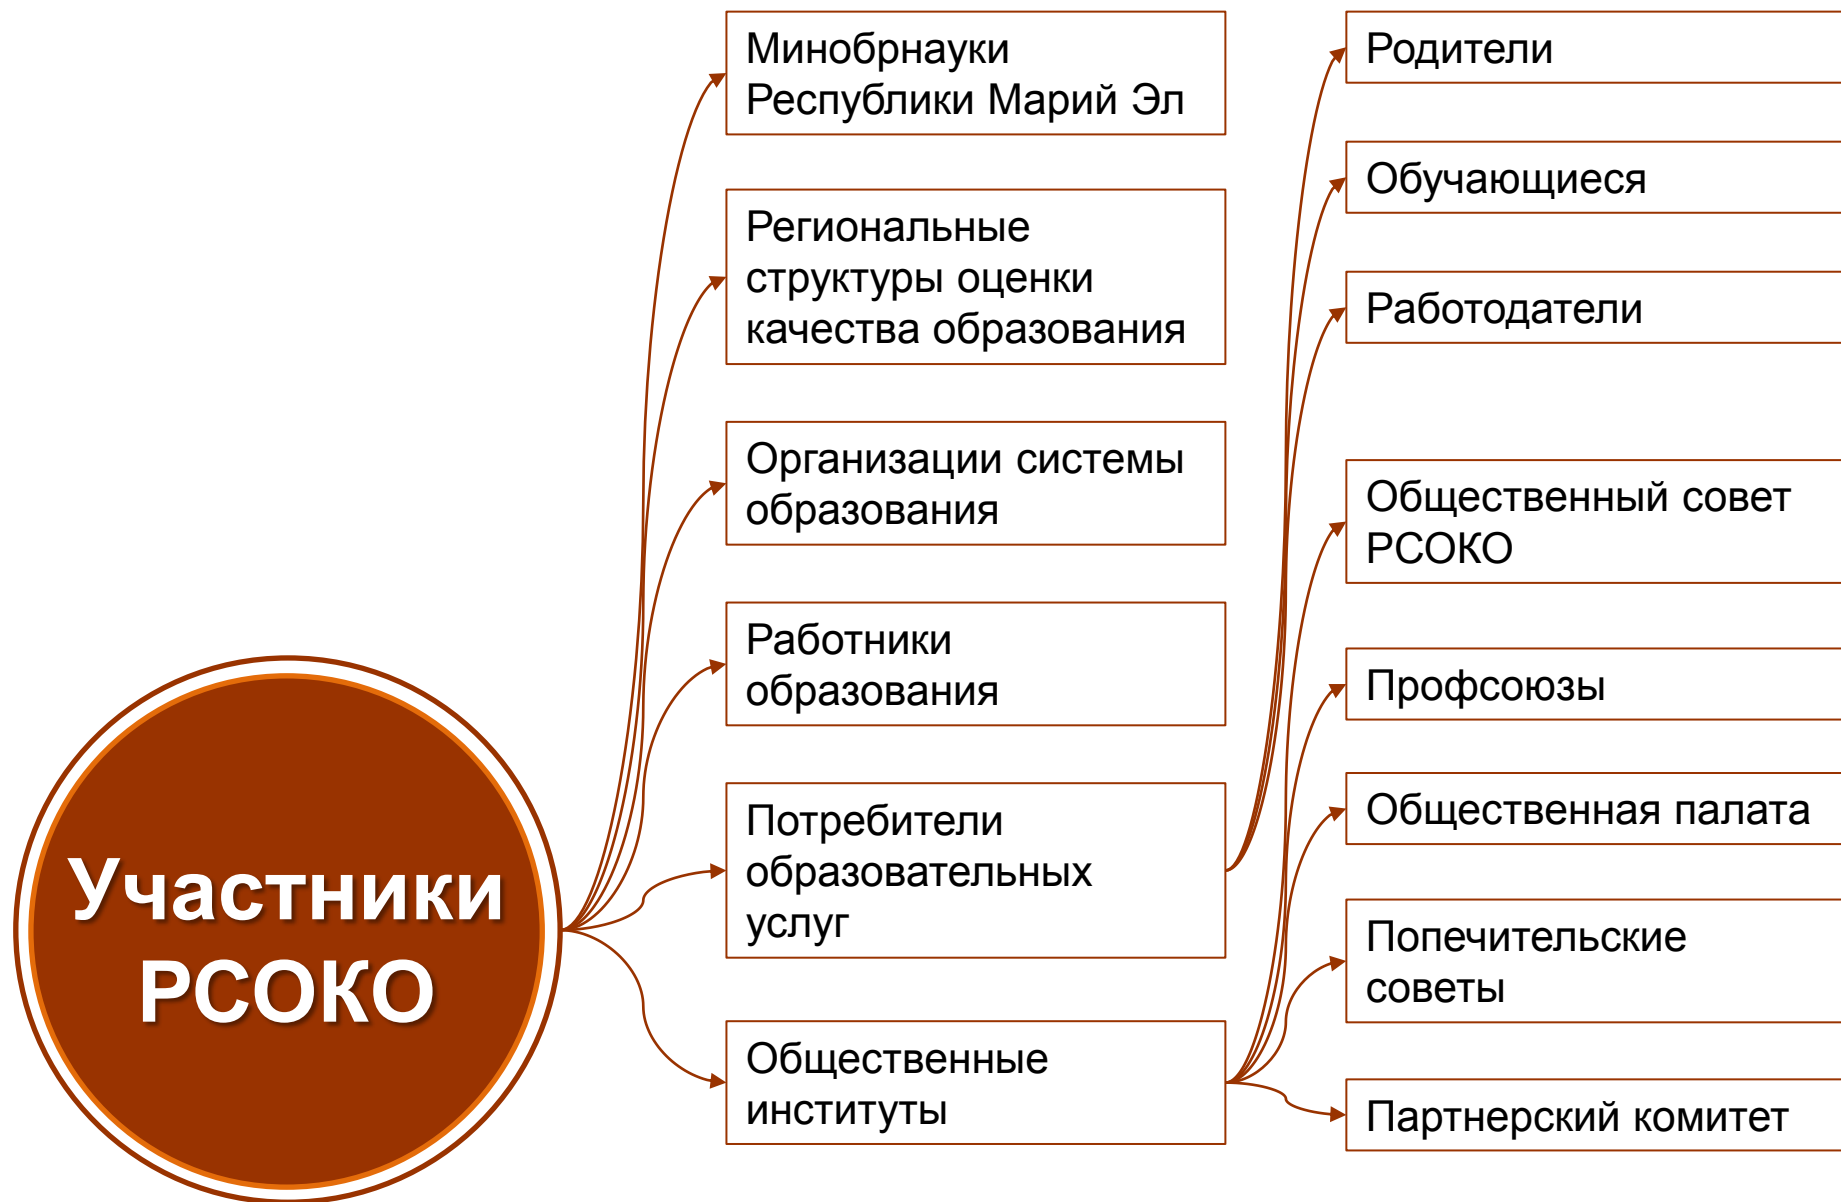 Участники
РСОКО
Минобрнауки
Республики Марий Эл
Региональные
структуры оценки
качества образования
Организации системы
образования
Работники
образования
Потребители
образовательных
услуг
Общественные
институты
Родители
Обучающиеся
Работодатели
Общественный совет
РСОКО
Профсоюзы
Общественная палата
Попечительские
советы
Партнерский комитет